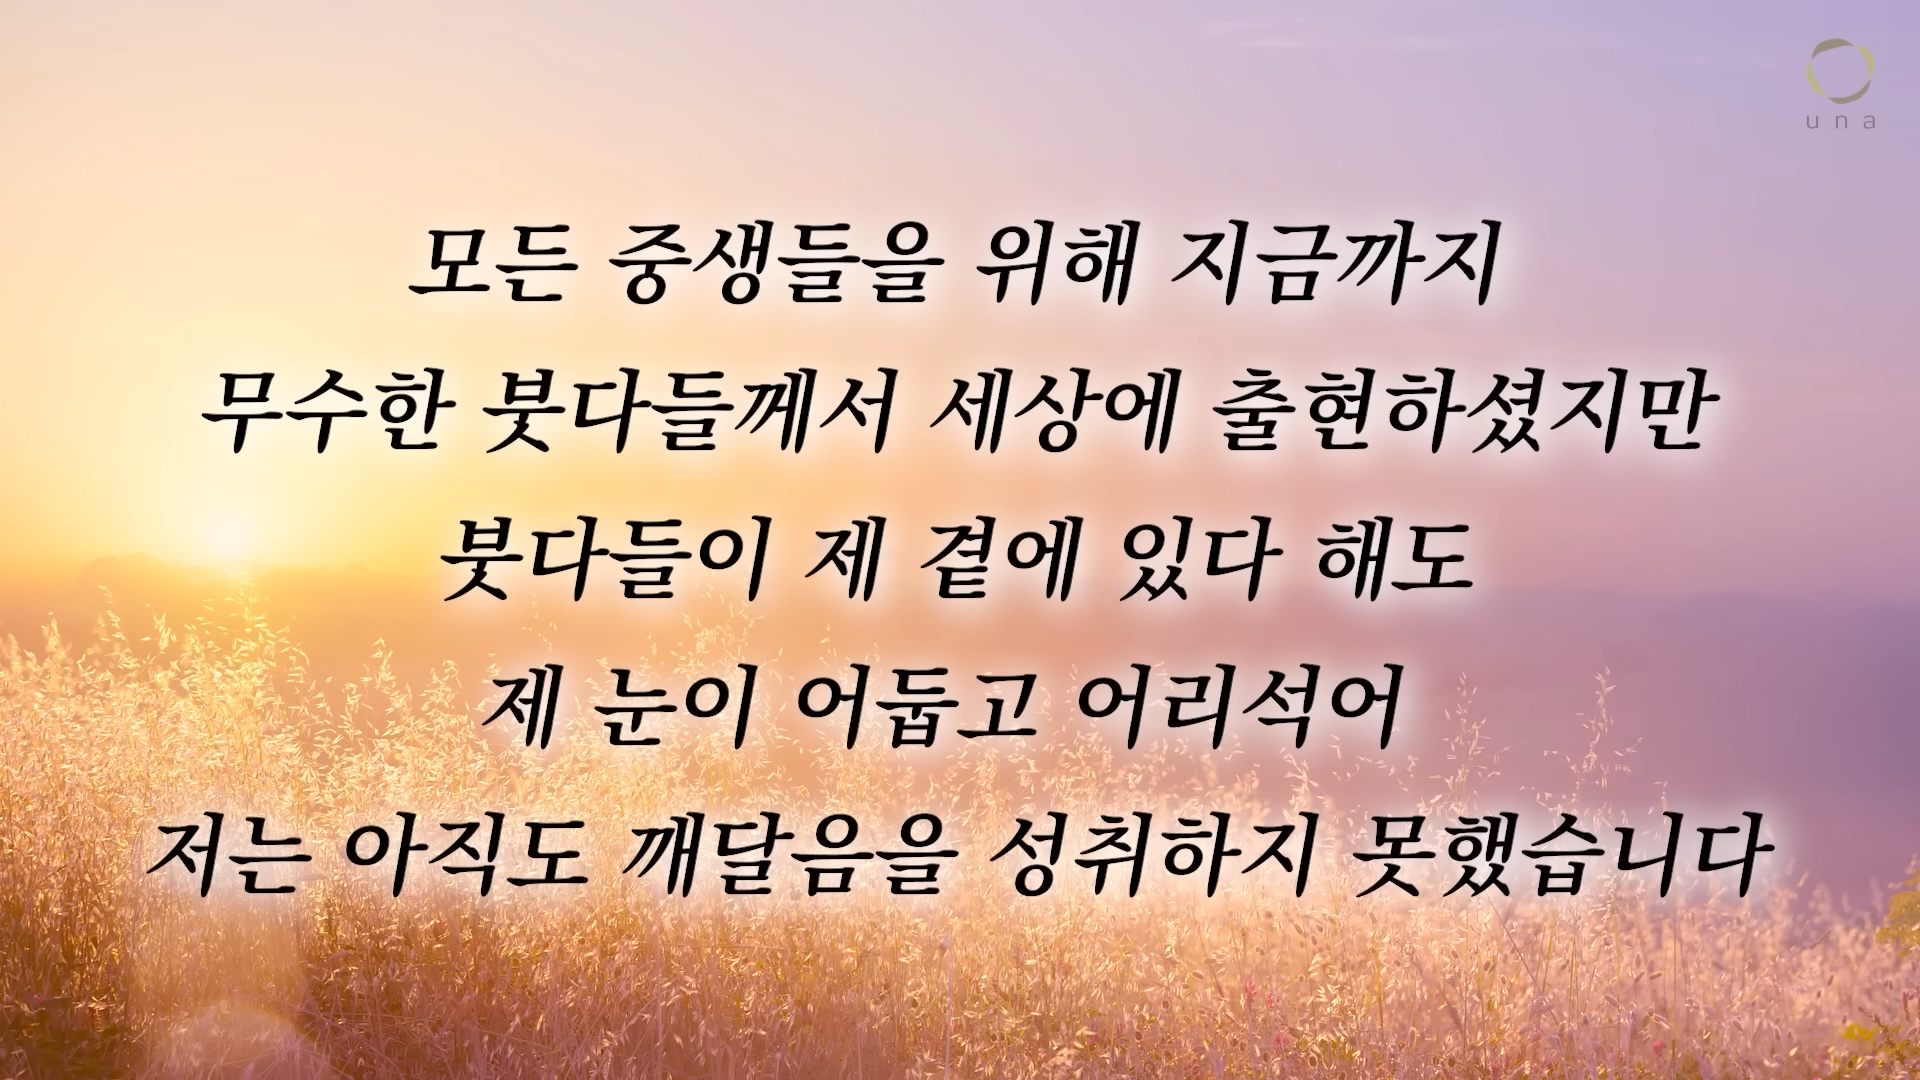 una
모든 중생들을 위해 지금까지
무수한 붓다들께서 세상에 출현하셨지만
붓다들이 제 곁에 있다 해도
제 눈이 어둡고 어리석어
저는 아직도 깨달음을 성취하지 못했습니다